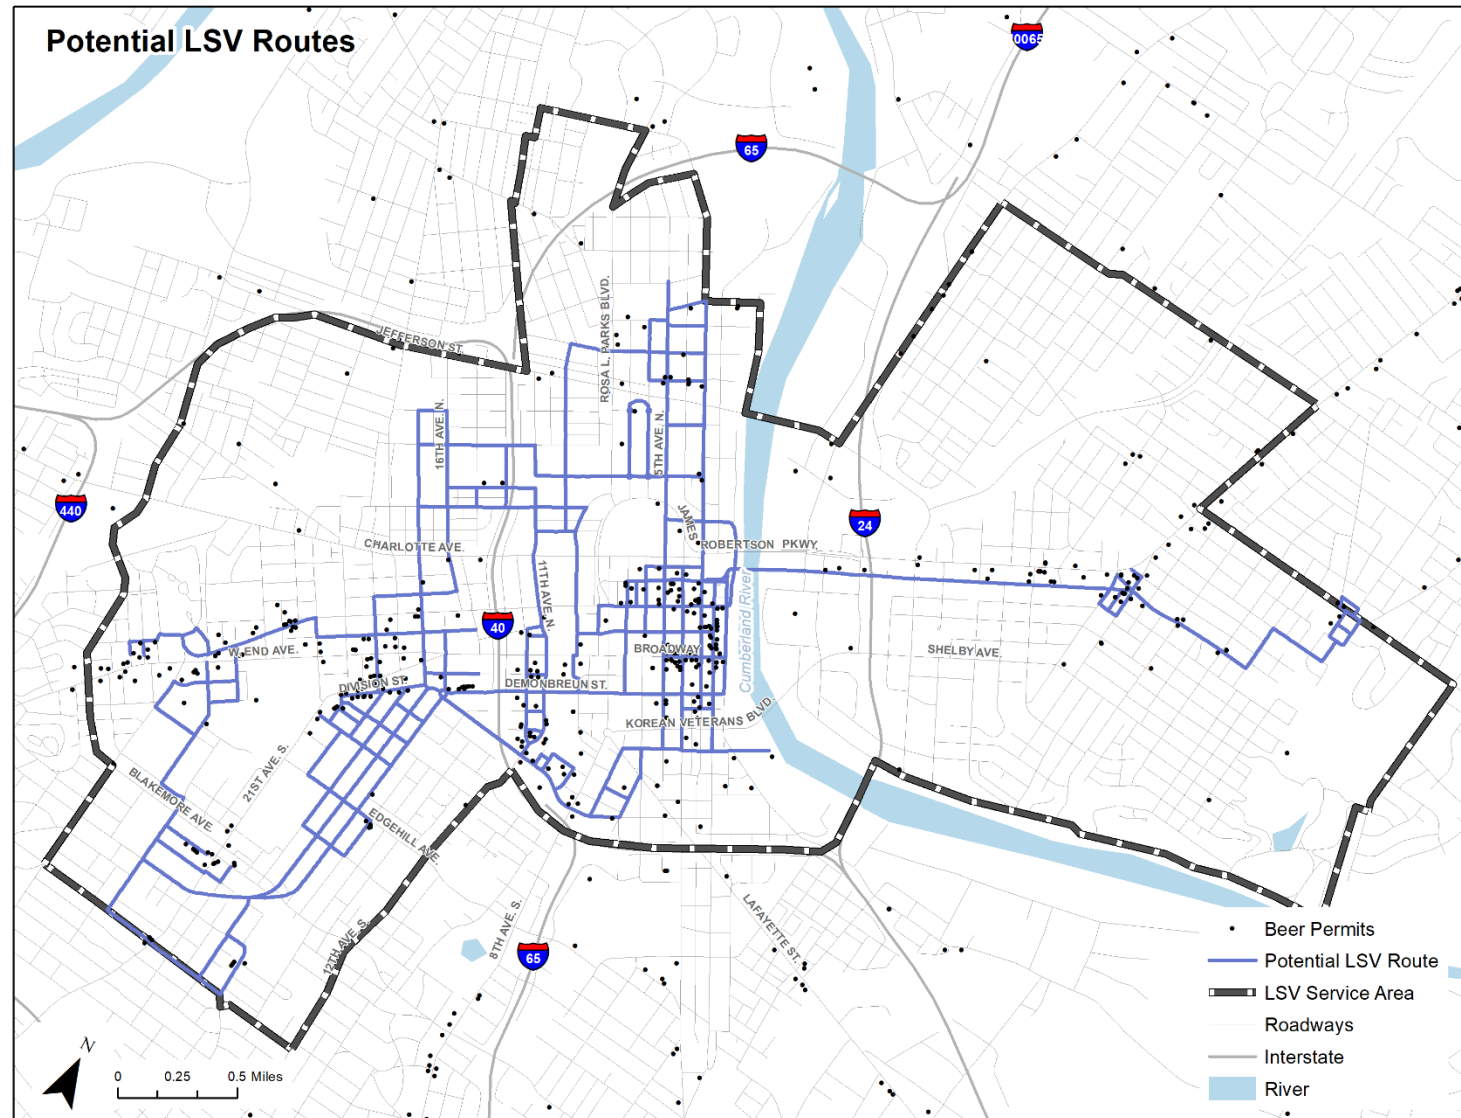 Potential LSV Routes
0065
65
JEFFERSON ST.
ROSA L. PARKS BLVD.
16TH AVE. N.
5TH AVE. N.
440
24
JAMES
ROBERTSON PKWY.
CHARLOTTE AVE.
11TH AVE. N.
40
Cumberland River
W. END AVE.
BROADWAY
SHELBY AVE.
DIVISION ST.
DEMONBREUN ST.
KOREAN VETERANS BLVD.
21ST AVE. S.
BLAKEMORE AVE.
EDGEHILL AVE.
12TH AVE. S.
8TH AVE. S.
65
LAFAYETTE ST.
Beer Permits
Potential LSV Route
LSV Service Area
Roadways
Interstate
River
N
0 0.25 0.5 Miles